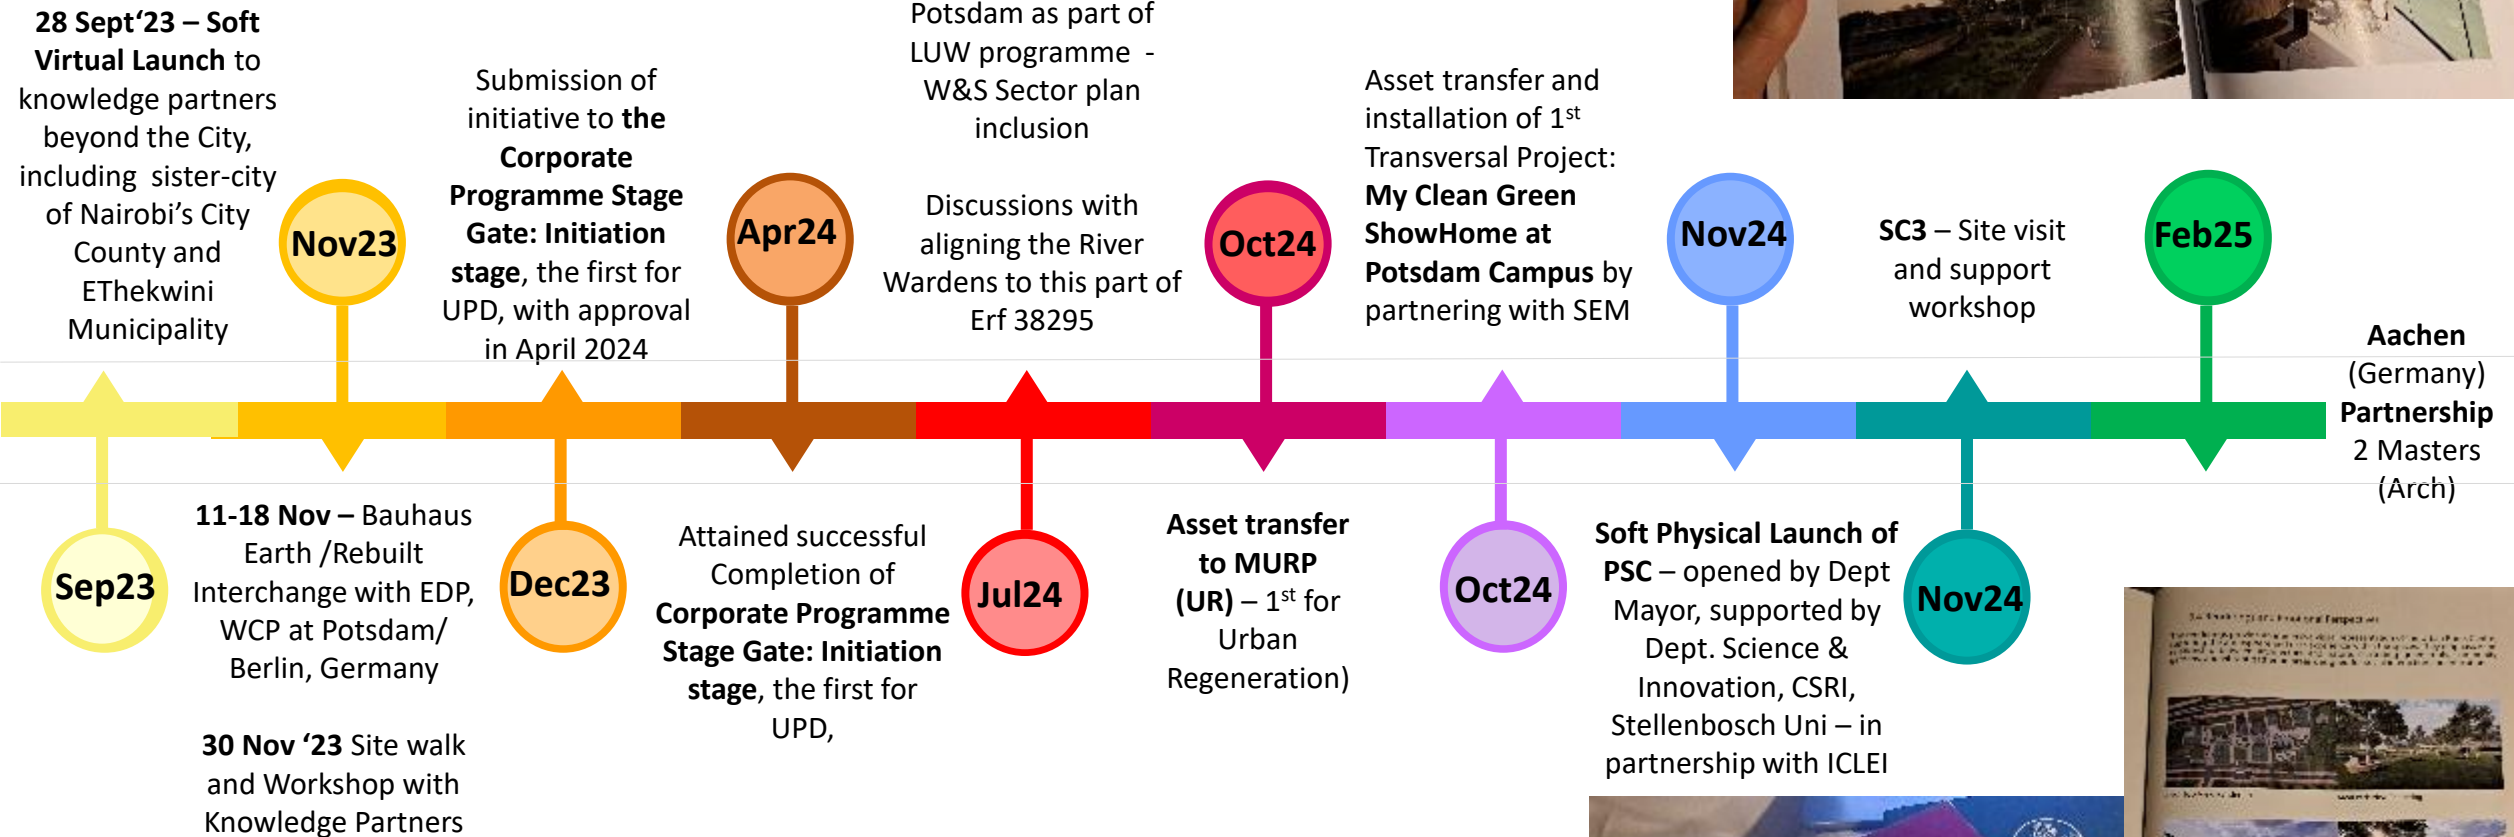 28 Sept‘23 – Soft
Virtual Launch to
knowledge partners
beyond the City,
including sister-city
of Nairobi’s City
County and
EThekwini
Municipality
Sep23
Nov23
11-18 Nov – Bauhaus
Earth /Rebuilt
Interchange with EDP,
WCP at Potsdam/
Berlin, Germany
30 Nov ‘23 Site walk
and Workshop with
Knowledge Partners
Submission of
initiative to the
Corporate
Programme Stage
Gate: Initiation
stage, the first for
UPD, with approval
in April 2024
Dec23
Apr24
Attained successful
Completion of
Corporate Programme
Stage Gate: Initiation
stage, the first for
UPD,
Potsdam as part of
LUW programme -
W&S Sector plan
inclusion
Discussions with
aligning the River
Wardens to this part of
Erf 38295
Jul24
Oct24
Asset transfer
to MURP
(UR) – 1st for
Urban
Regeneration)
Asset transfer and
installation of 1st
Transversal Project:
My Clean Green
ShowHome at
Potsdam Campus by
partnering with SEM
Oct24
Nov24
Soft Physical Launch of
PSC – opened by Dept
Mayor, supported by
Dept. Science &
Innovation, CSRI,
Stellenbosch Uni – in
partnership with ICLEI
SC3 – Site visit
and support
workshop
Nov24
Feb25
Aachen
(Germany)
Partnership
2 Masters
(Arch)